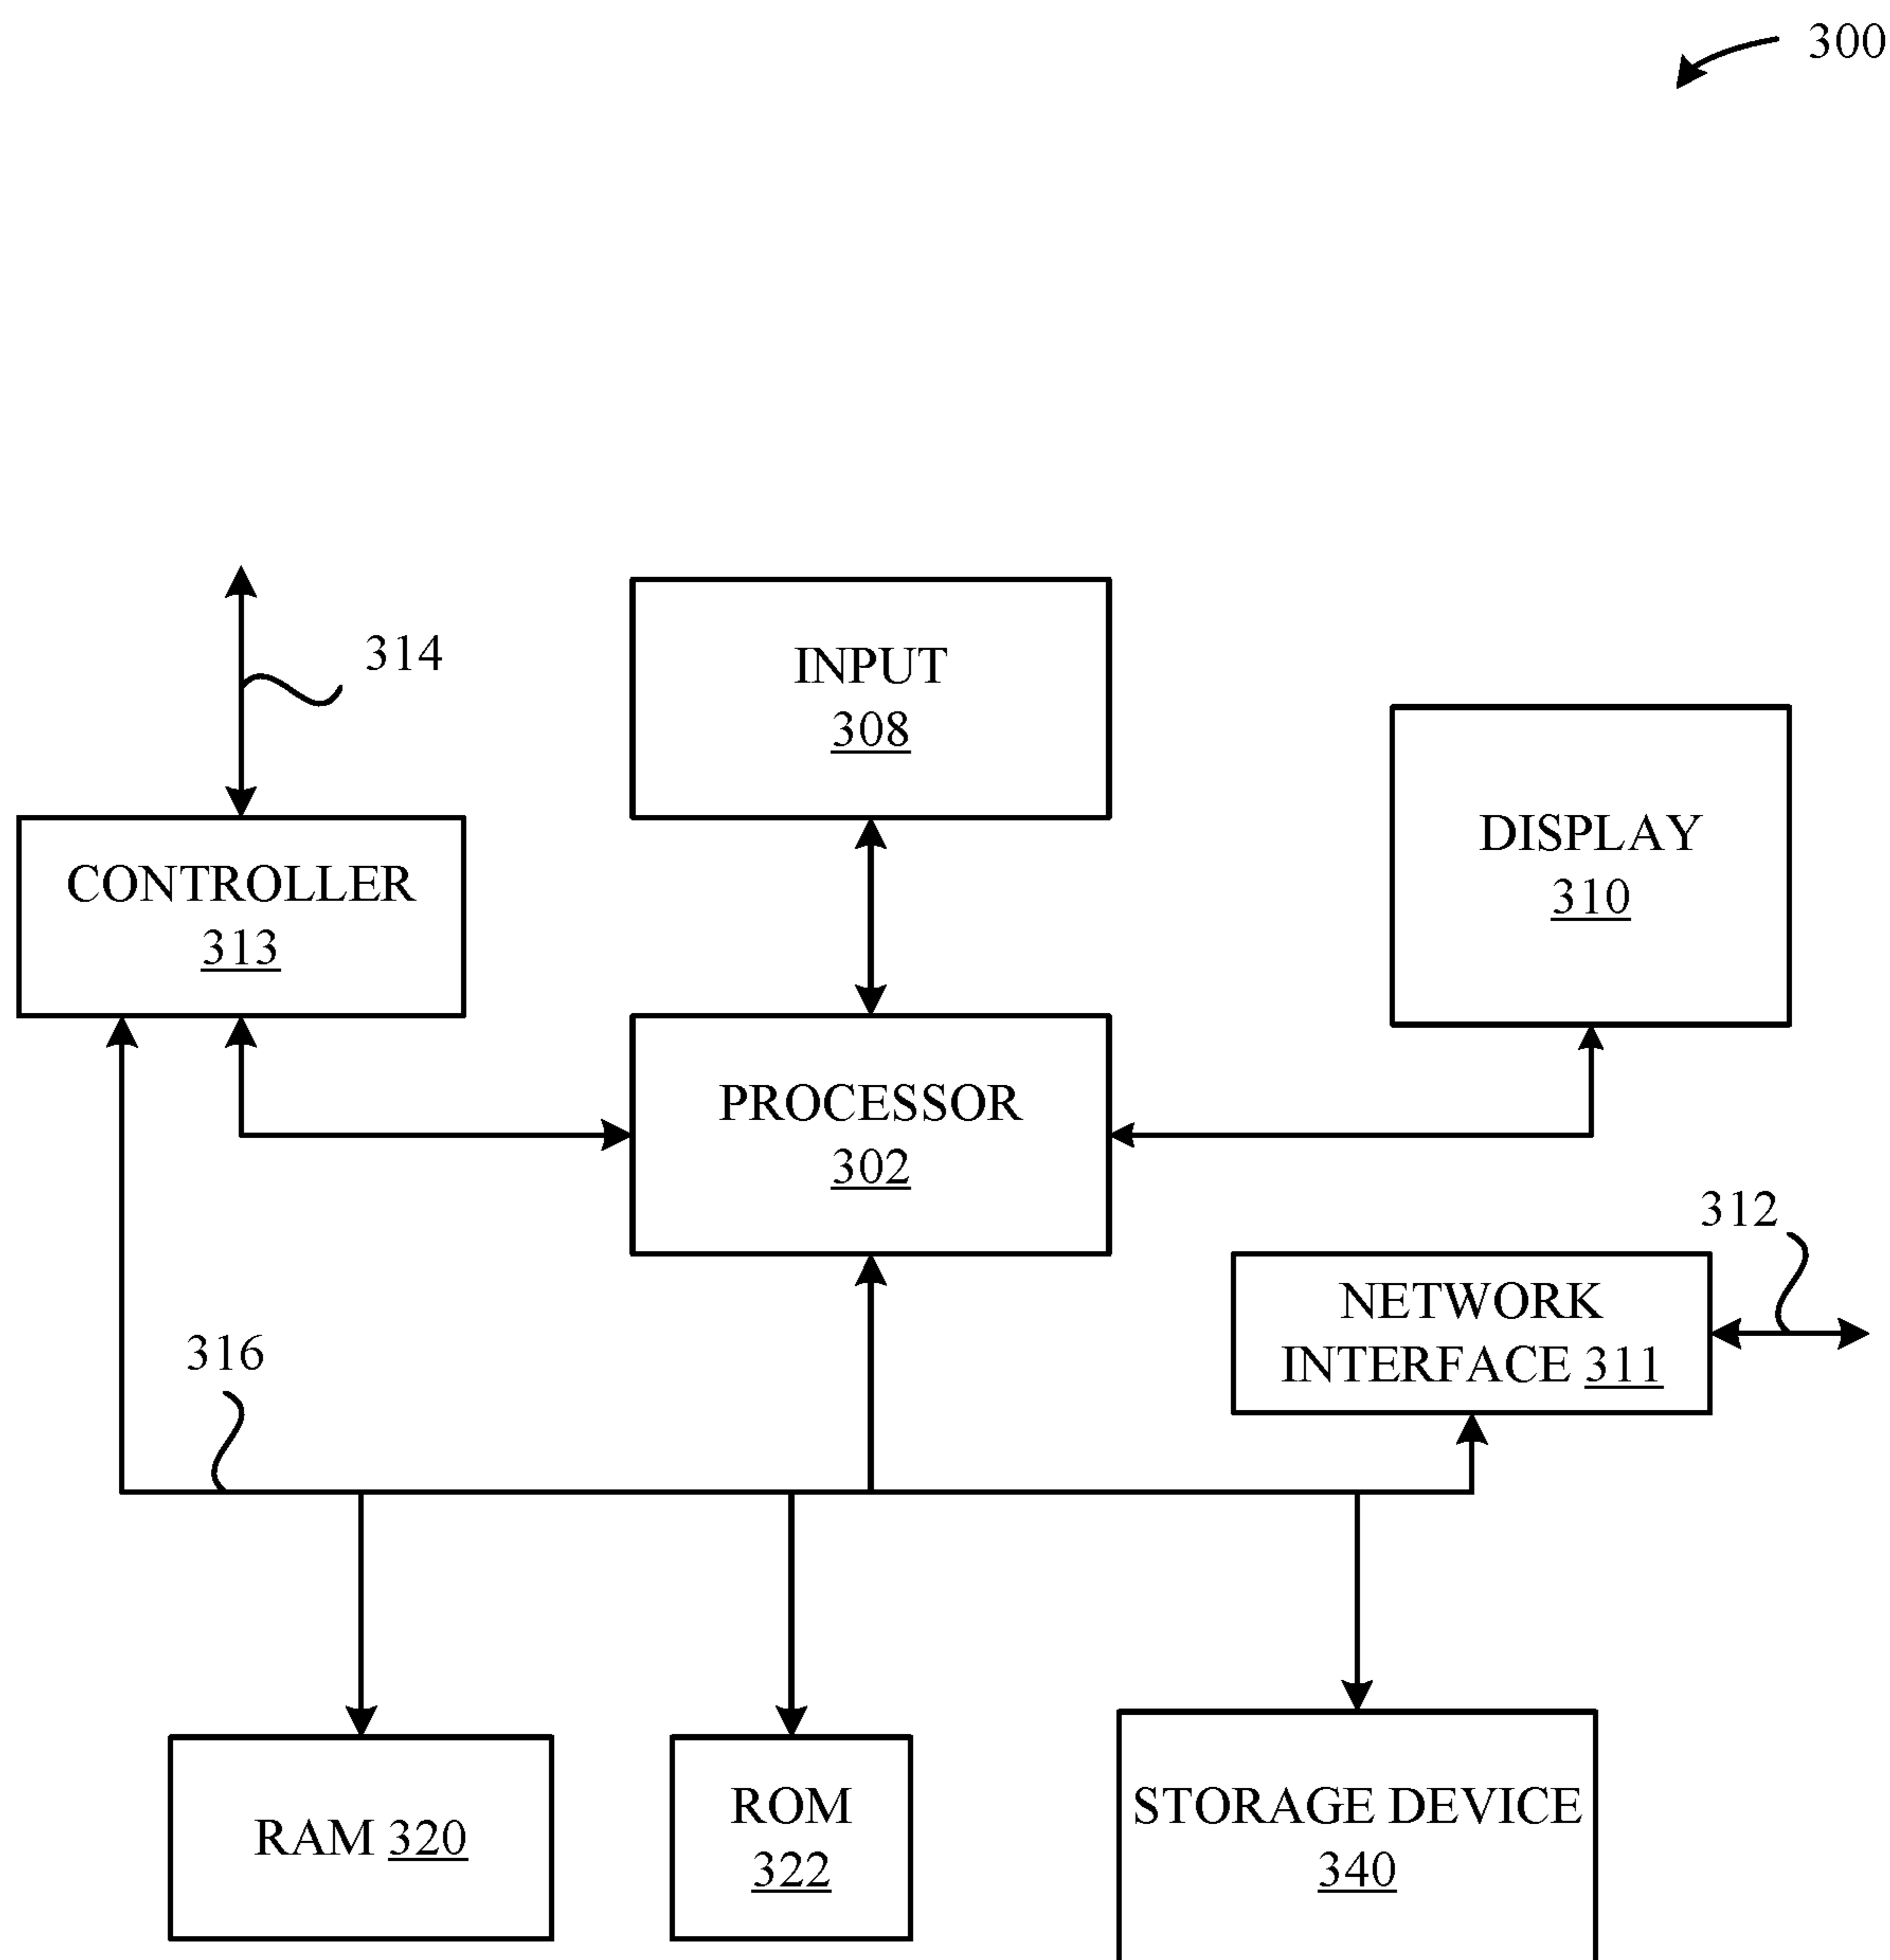 300
314
INPUT
308
DISPLAY
310
CONTROLLER
313
PROCESSOR
302
312
NETWORK
INTERFACE 311
316
RAM 320
ROM
322
STORAGE DEVICE
340